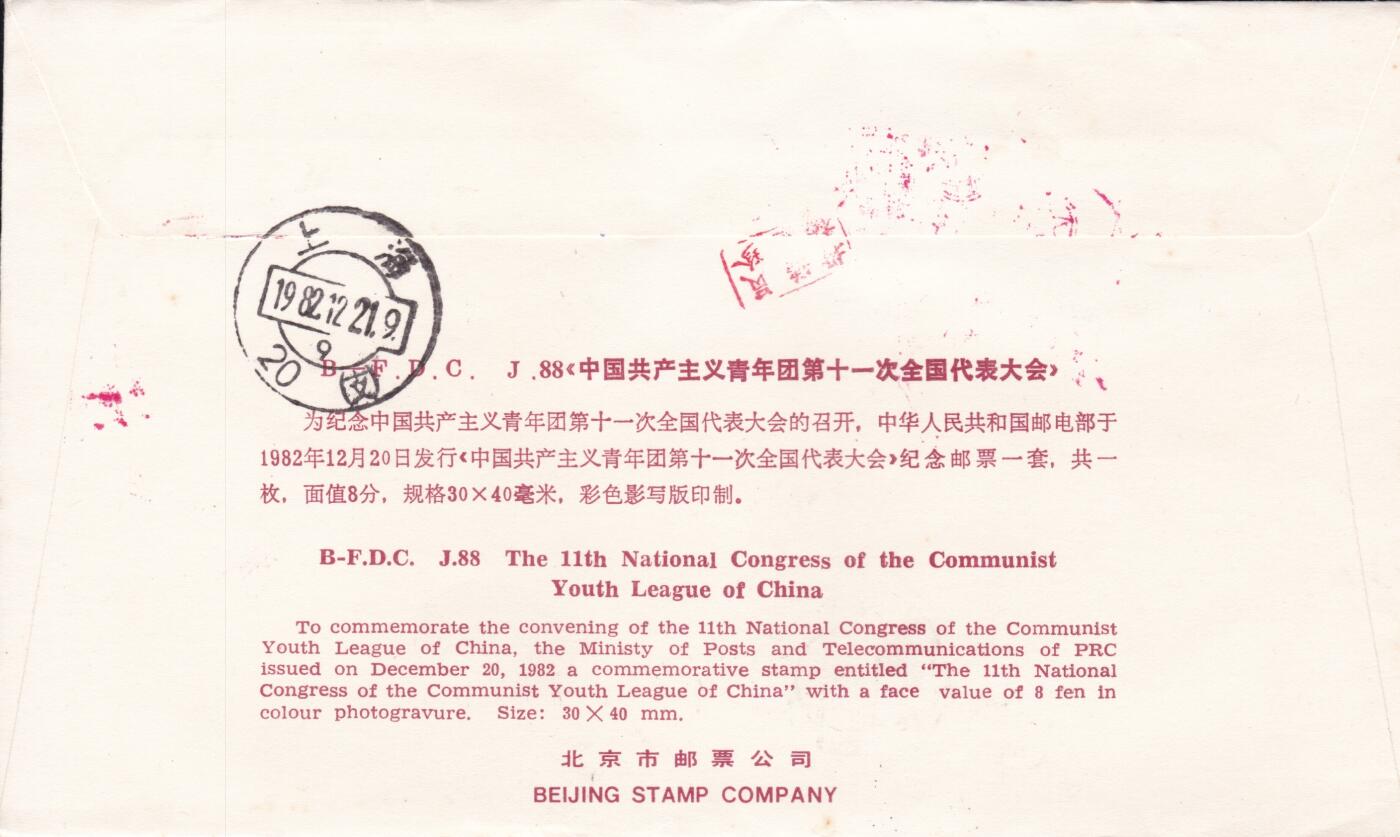 上海
1982.12.21.9.
9
20
B-F.D.C. J.88《中国共产主义青年团第十一次全国代表大会》
为纪念中国共产主义青年团第十一次全国代表大会的召开，中华人民共和国邮电部于
1982年12月20日发行《中国共产主义青年团第十一次全国代表大会》纪念邮票一套，共一
枚，面值8分，规格30×40毫米，彩色影写版印制。
B-F.D.C. J.88 The 11th National Congress of the Communist
Youth League of China
To commemorate the convening of the 11th National Congress of the Communist
Youth League of China, the Ministy of Posts and Telecommunications of PRC
issued on December 20, 1982 a commemorative stamp entitled “The 11th National
Congress of the Communist Youth League of China” with a face value of 8 fen in
colour photogravure. Size: 30×40 mm.
北京市邮票公司
BEIJING STAMP COMPANY